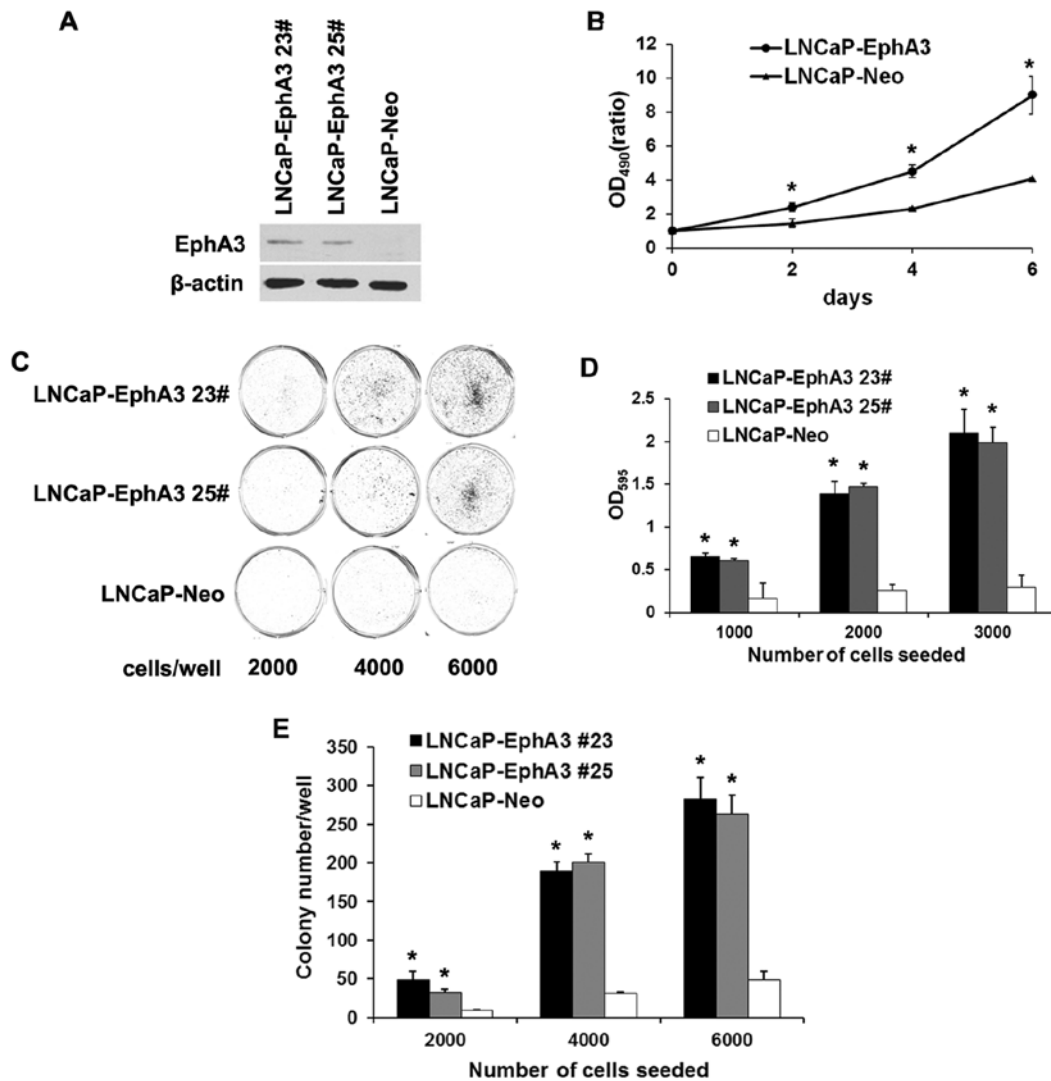 A
LNCaP-EphA3 23#
LNCaP-EphA3 25#
LNCaP-Neo
EphA3
β-actin
B
LNCaP-EphA3
LNCaP-Neo
*
*
*
12
10
8
6
4
2
0
OD490(ratio)
0 2 4 6
days
C
LNCaP-EphA3 23#
LNCaP-EphA3 25#
LNCaP-Neo
cells/well 2000 4000 6000
D
LNCaP-EphA3 23#
LNCaP-EphA3 25#
LNCaP-Neo
* *
* *
* *
2.5
2
1.5
1
0.5
0
OD595
1000 2000 3000
Number of cells seeded
E
LNCaP-EphA3 #23
LNCaP-EphA3 #25
LNCaP-Neo
* *
* *
* *
350
300
250
200
150
100
50
0
Colony number/well
2000 4000 6000
Number of cells seeded